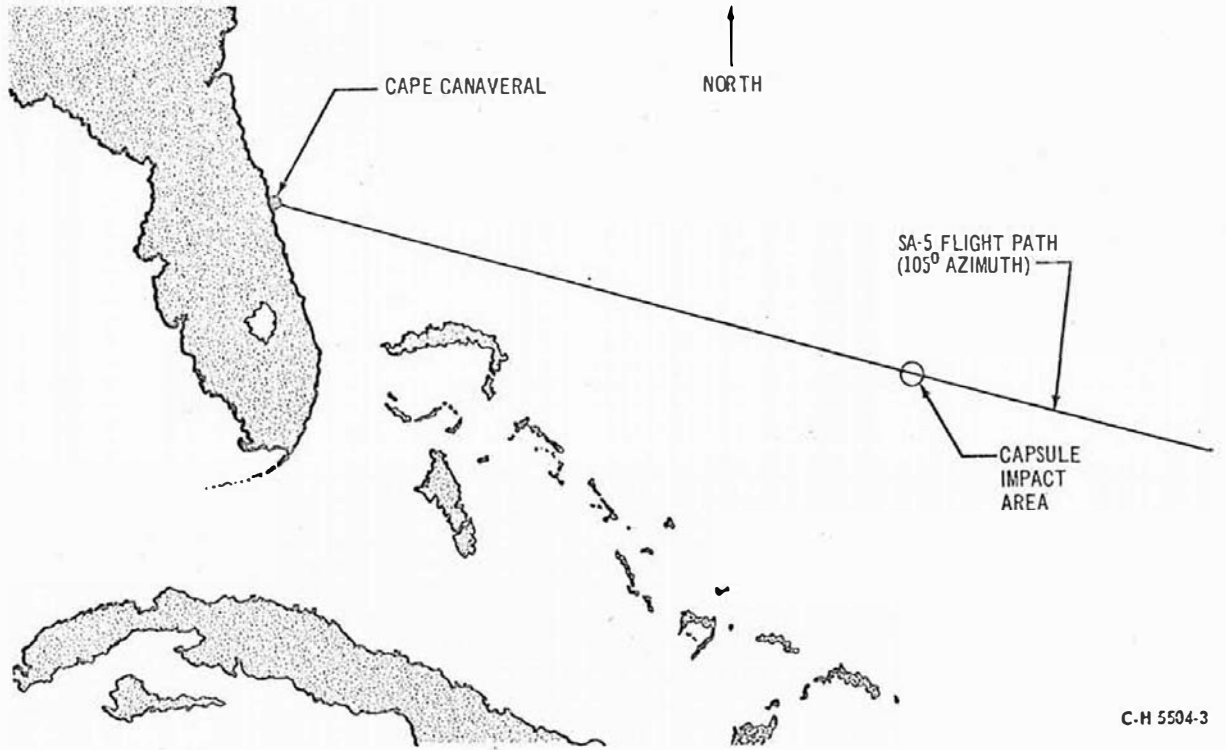 CAPE CANAVERAL
NORTH
SA-5 FLIGHT PATH
(105⁰ AZIMUTH)
CAPSULE
IMPACT
AREA
C-H 5504-3